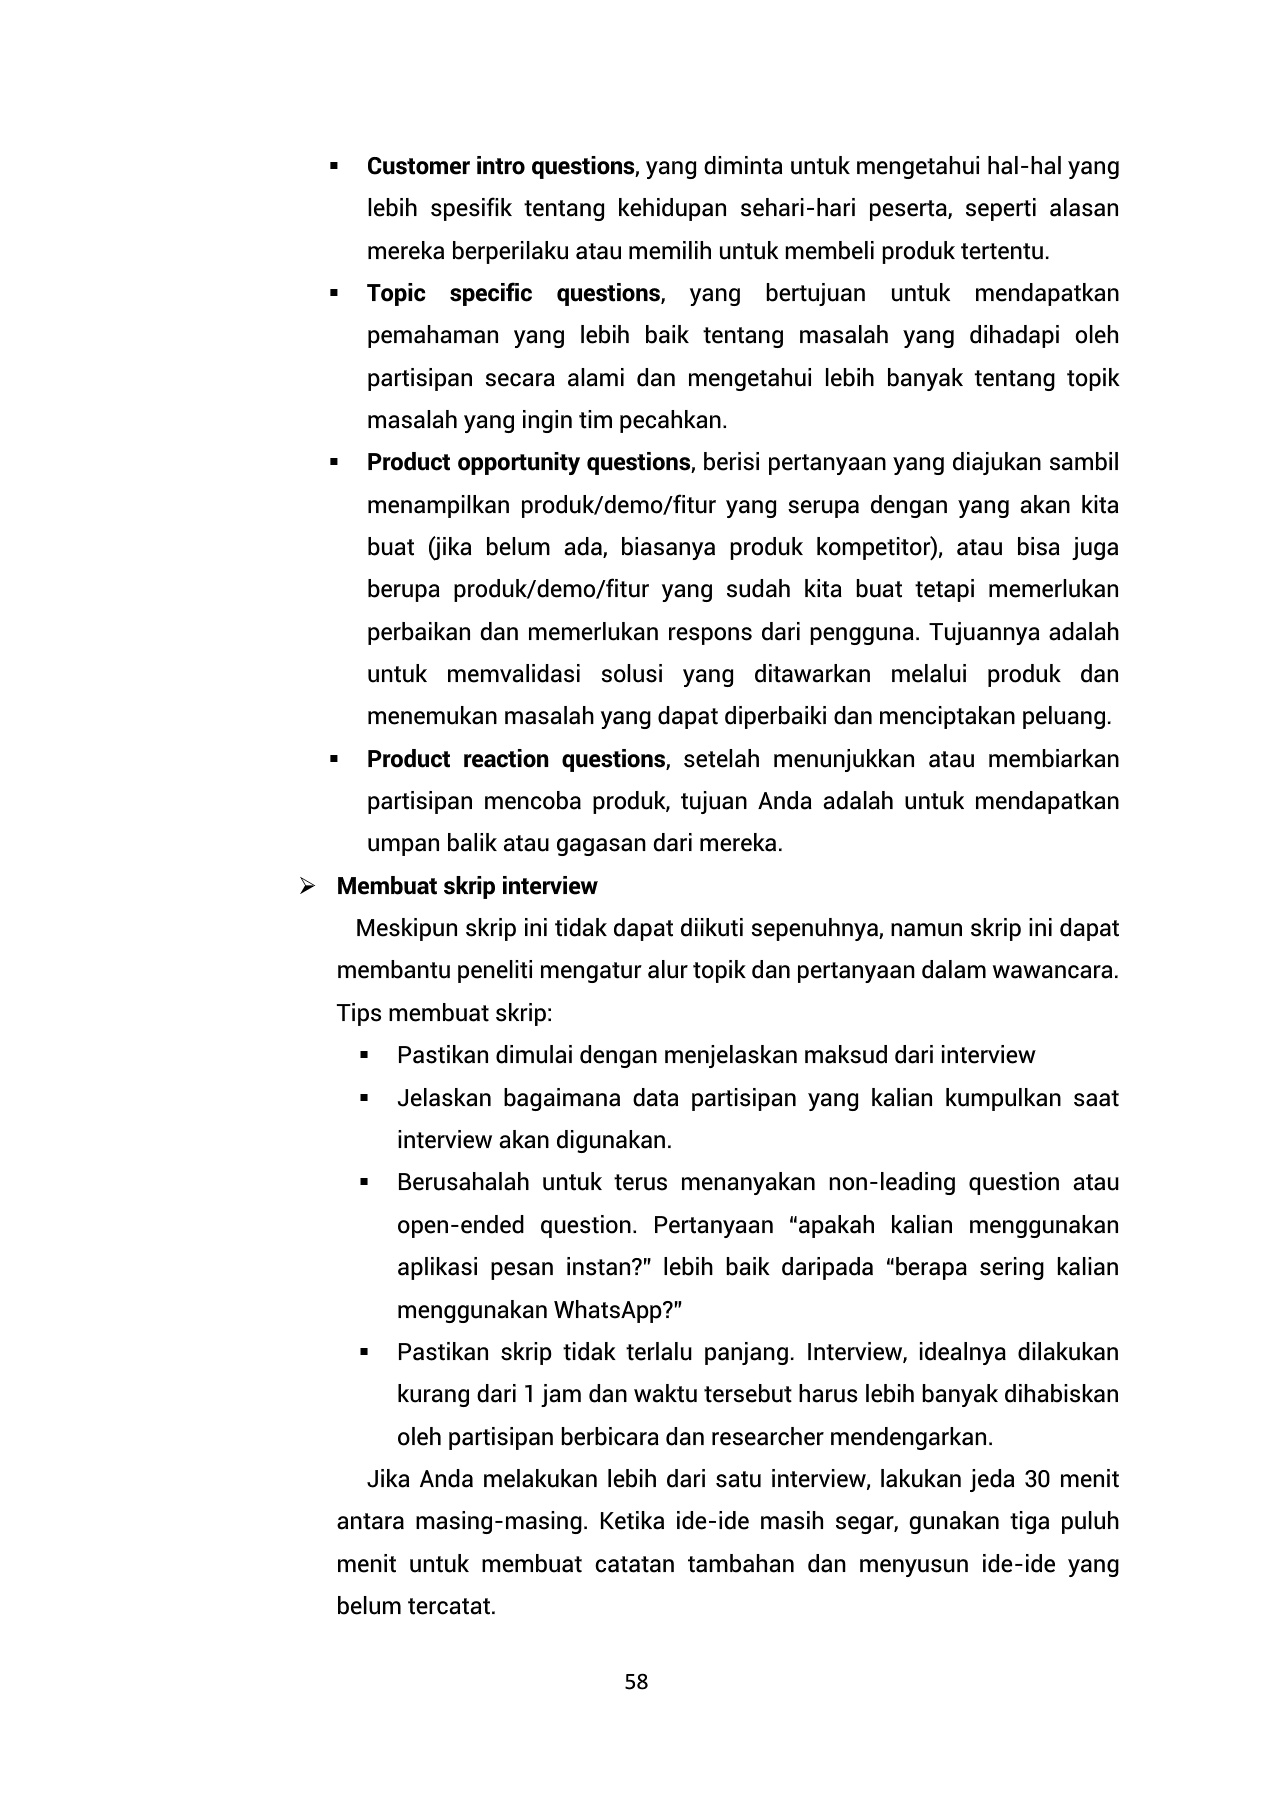 ▪ Customer intro questions, yang diminta untuk mengetahui hal-hal yang
lebih spesifik tentang kehidupan sehari-hari peserta, seperti alasan
mereka berperilaku atau memilih untuk membeli produk tertentu.
▪ Topic specific questions, yang bertujuan untuk mendapatkan
pemahaman yang lebih baik tentang masalah yang dihadapi oleh
partisipan secara alami dan mengetahui lebih banyak tentang topik
masalah yang ingin tim pecahkan.
▪ Product opportunity questions, berisi pertanyaan yang diajukan sambil
menampilkan produk/demo/fitur yang serupa dengan yang akan kita
buat (jika belum ada, biasanya produk kompetitor), atau bisa juga
berupa produk/demo/fitur yang sudah kita buat tetapi memerlukan
perbaikan dan memerlukan respons dari pengguna. Tujuannya adalah
untuk memvalidasi solusi yang ditawarkan melalui produk dan
menemukan masalah yang dapat diperbaiki dan menciptakan peluang.
▪ Product reaction questions, setelah menunjukkan atau membiarkan
partisipan mencoba produk, tujuan Anda adalah untuk mendapatkan
umpan balik atau gagasan dari mereka.
➢ Membuat skrip interview
Meskipun skrip ini tidak dapat diikuti sepenuhnya, namun skrip ini dapat
membantu peneliti mengatur alur topik dan pertanyaan dalam wawancara.
Tips membuat skrip:
▪ Pastikan dimulai dengan menjelaskan maksud dari interview
▪ Jelaskan bagaimana data partisipan yang kalian kumpulkan saat
interview akan digunakan.
▪ Berusahalah untuk terus menanyakan non-leading question atau
open-ended question. Pertanyaan “apakah kalian menggunakan
aplikasi pesan instan?” lebih baik daripada “berapa sering kalian
menggunakan WhatsApp?”
▪ Pastikan skrip tidak terlalu panjang. Interview, idealnya dilakukan
kurang dari 1 jam dan waktu tersebut harus lebih banyak dihabiskan
oleh partisipan berbicara dan researcher mendengarkan.
Jika Anda melakukan lebih dari satu interview, lakukan jeda 30 menit
antara masing-masing. Ketika ide-ide masih segar, gunakan tiga puluh
menit untuk membuat catatan tambahan dan menyusun ide-ide yang
belum tercatat.
58